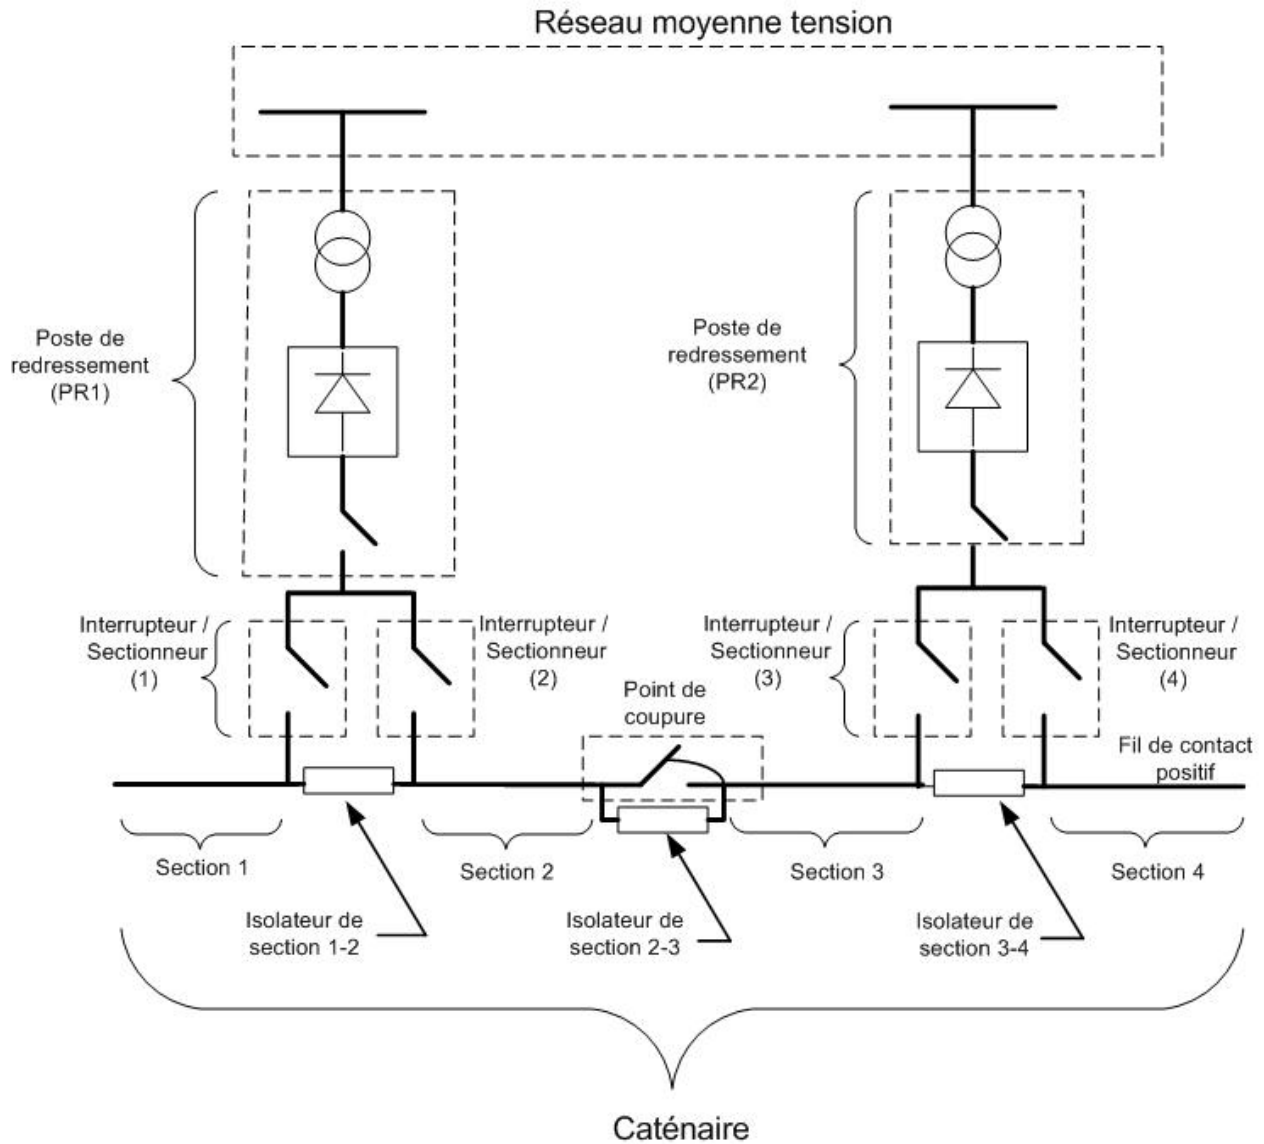 Réseau moyenne tension
Poste de
redressement
(PR1)
Poste de
redressement
(PR2)
Interrupteur /
Sectionneur
(1)
Interrupteur /
Sectionneur
(2)
Interrupteur /
Sectionneur
(3)
Interrupteur /
Sectionneur
(4)
Point de
coupure
Fil de contact
positif
Section 1
Section 2
Section 3
Section 4
Isolateur de
section 1-2
Isolateur de
section 2-3
Isolateur de
section 3-4
Caténaire